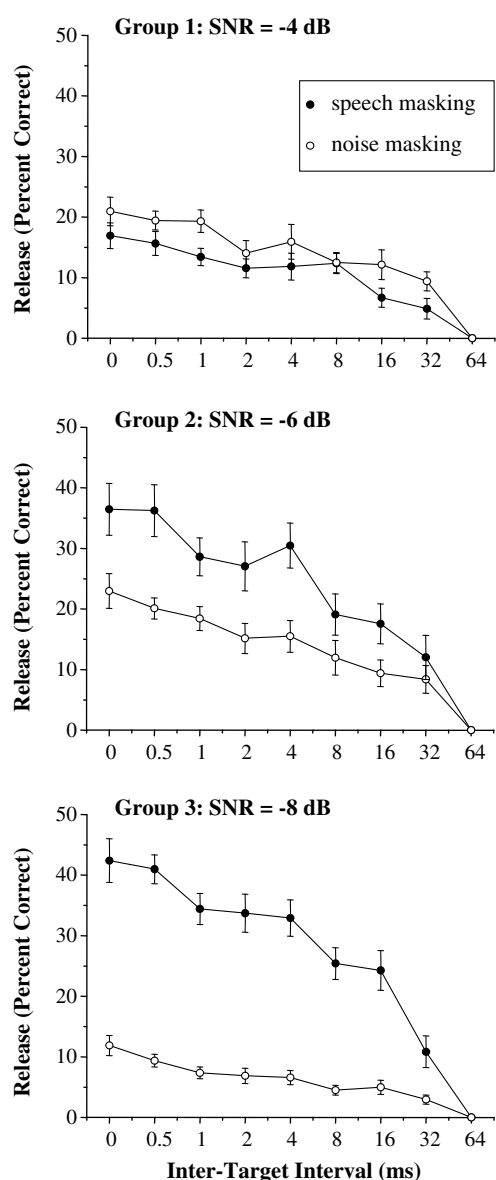 Group 1: SNR = -4 dB
50
40
30
20
10
0
Release (Percent Correct)
speech masking
noise masking
0 0.5 1 2 4 8 16 32 64
Group 2: SNR = -6 dB
50
40
30
20
10
0
Release (Percent Correct)
0 0.5 1 2 4 8 16 32 64
Group 3: SNR = -8 dB
50
40
30
20
10
0
Release (Percent Correct)
0 0.5 1 2 4 8 16 32 64
Inter-Target Interval (ms)